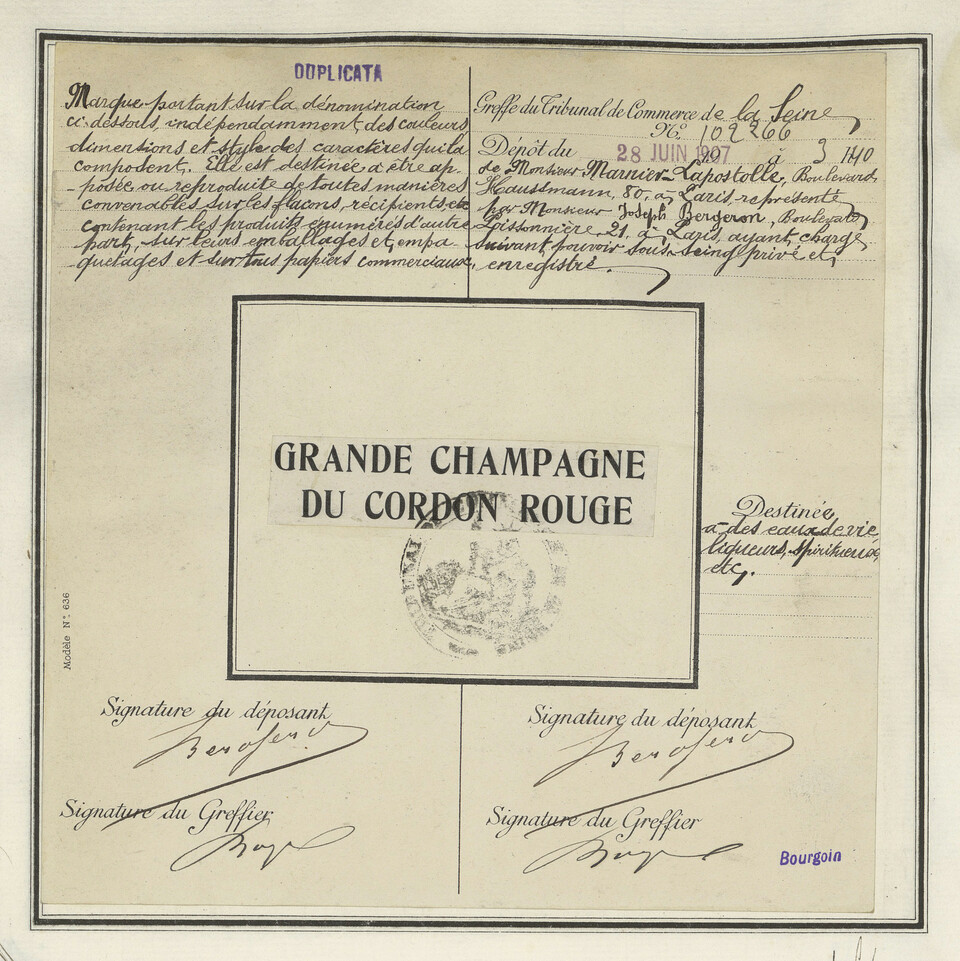 DUPLICATA
Marque portant sur la dénomination
ci-dessous, indépendamment des couleurs,
dimensions et style des caractères qui la
composent. Elle est destinée à être ap-
-posée ou reproduite de toutes manières
convenables sur les flacons, récipients, etc
contenant les produits énumérés d'autre
part, sur leurs emballages et empa-
-quetages et sur tous papiers commerciaux.
Greffe du Tribunal de Commerce de la Seine
N° 109266
Dépôt du 28 JUIN 1907 à 3 h 40
de Monsieur Marnier-Lapostolle, Boulevard
Haussmann, 80, à Paris, représenté
par Monsieur Joseph Bergeron, Boulevard
Poissonnière, 21, à Paris, ayant charge
suivant pouvoir sous-seing privé et
enregistré.
GRANDE CHAMPAGNE
DU CORDON ROUGE
Destinée
à des eaux de vie,
liqueurs, spiritueux,
etc.
Modèle N° 636
Signature du déposant
Signature du Greffier
Signature du déposant
Signature du Greffier
Bourgoin